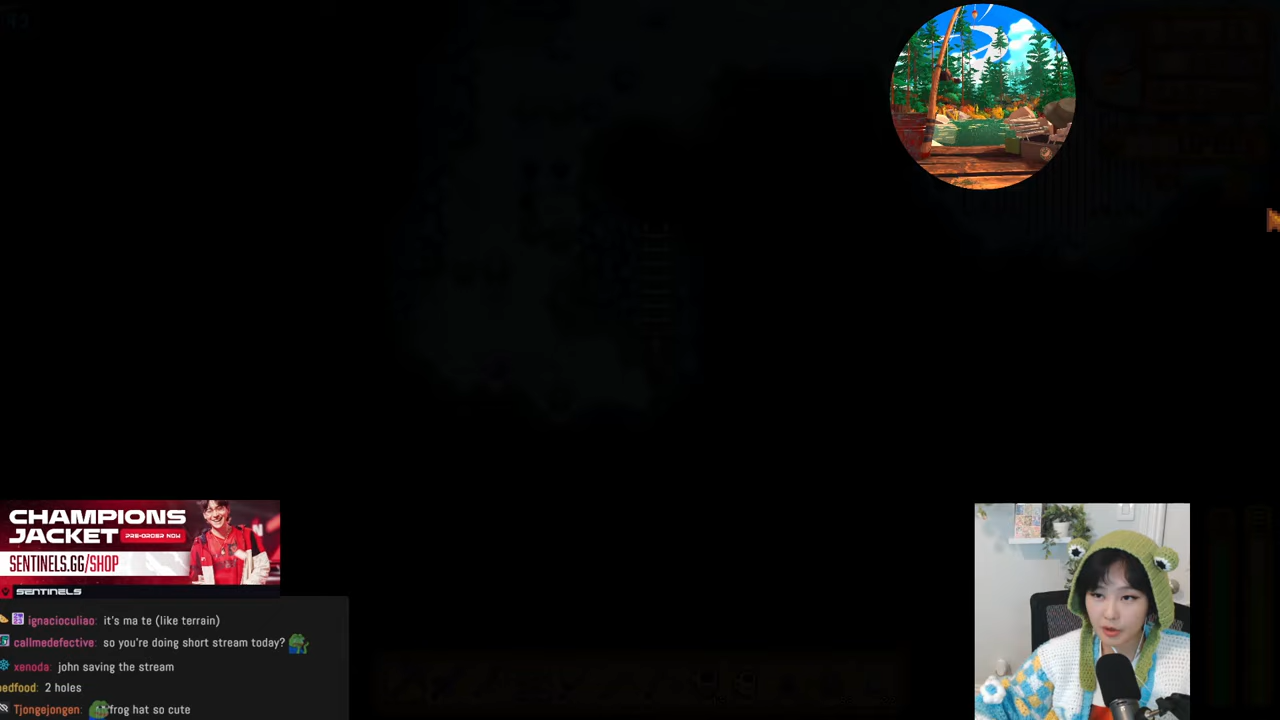 CHAMPIONS
JACKET PRE-ORDER NOW
SENTINELS.GG/SHOP
SENTINELS
ignacioculiao: it's ma te (like terrain)
callmedefective: so you're doing short stream today?
xenoda: john saving the stream
edfood: 2 holes
Tjongejongen: frog hat so cute